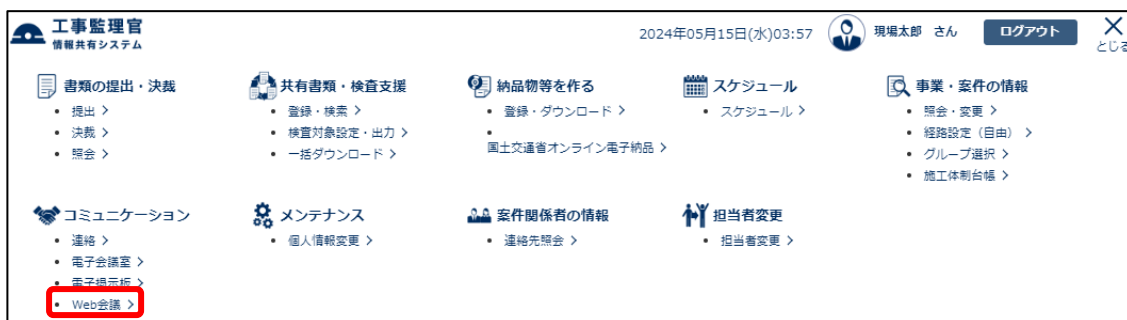 工事監理官
情報共有システム
2024年05月15日(水)03:57
現場太郎 さん
ログアウト
とじる
書類の提出・決裁
・ 提出 >
・ 決裁 >
・ 照会 >
共有書類・検査支援
・ 登録・検索 >
・ 検査対象設定・出力 >
・ 一括ダウンロード >
納品物等を作る
・ 登録・ダウンロード >
・
国土交通省オンライン電子納品 >
スケジュール
・ スケジュール >
事業・案件の情報
・ 照会・変更 >
・ 経路設定（自由） >
・ グループ選択 >
・ 施工体制台帳 >
コミュニケーション
・ 連絡 >
・ 電子会議室 >
・ 電子掲示板 >
・ Web会議 >
メンテナンス
・ 個人情報変更 >
案件関係者の情報
・ 連絡先照会 >
担当者変更
・ 担当者変更 >